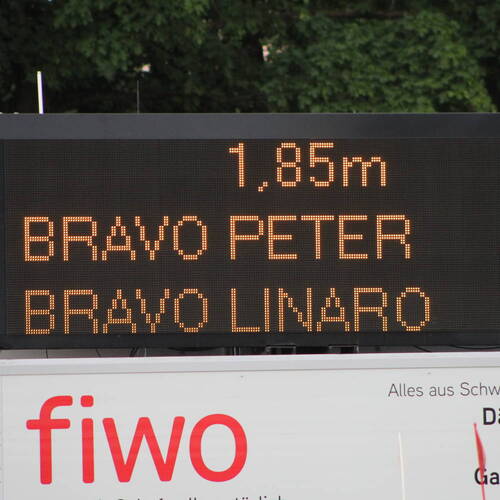 1,85m
BRAVO PETER
BRAVO LINARO
fiwo
Alles aus Schw